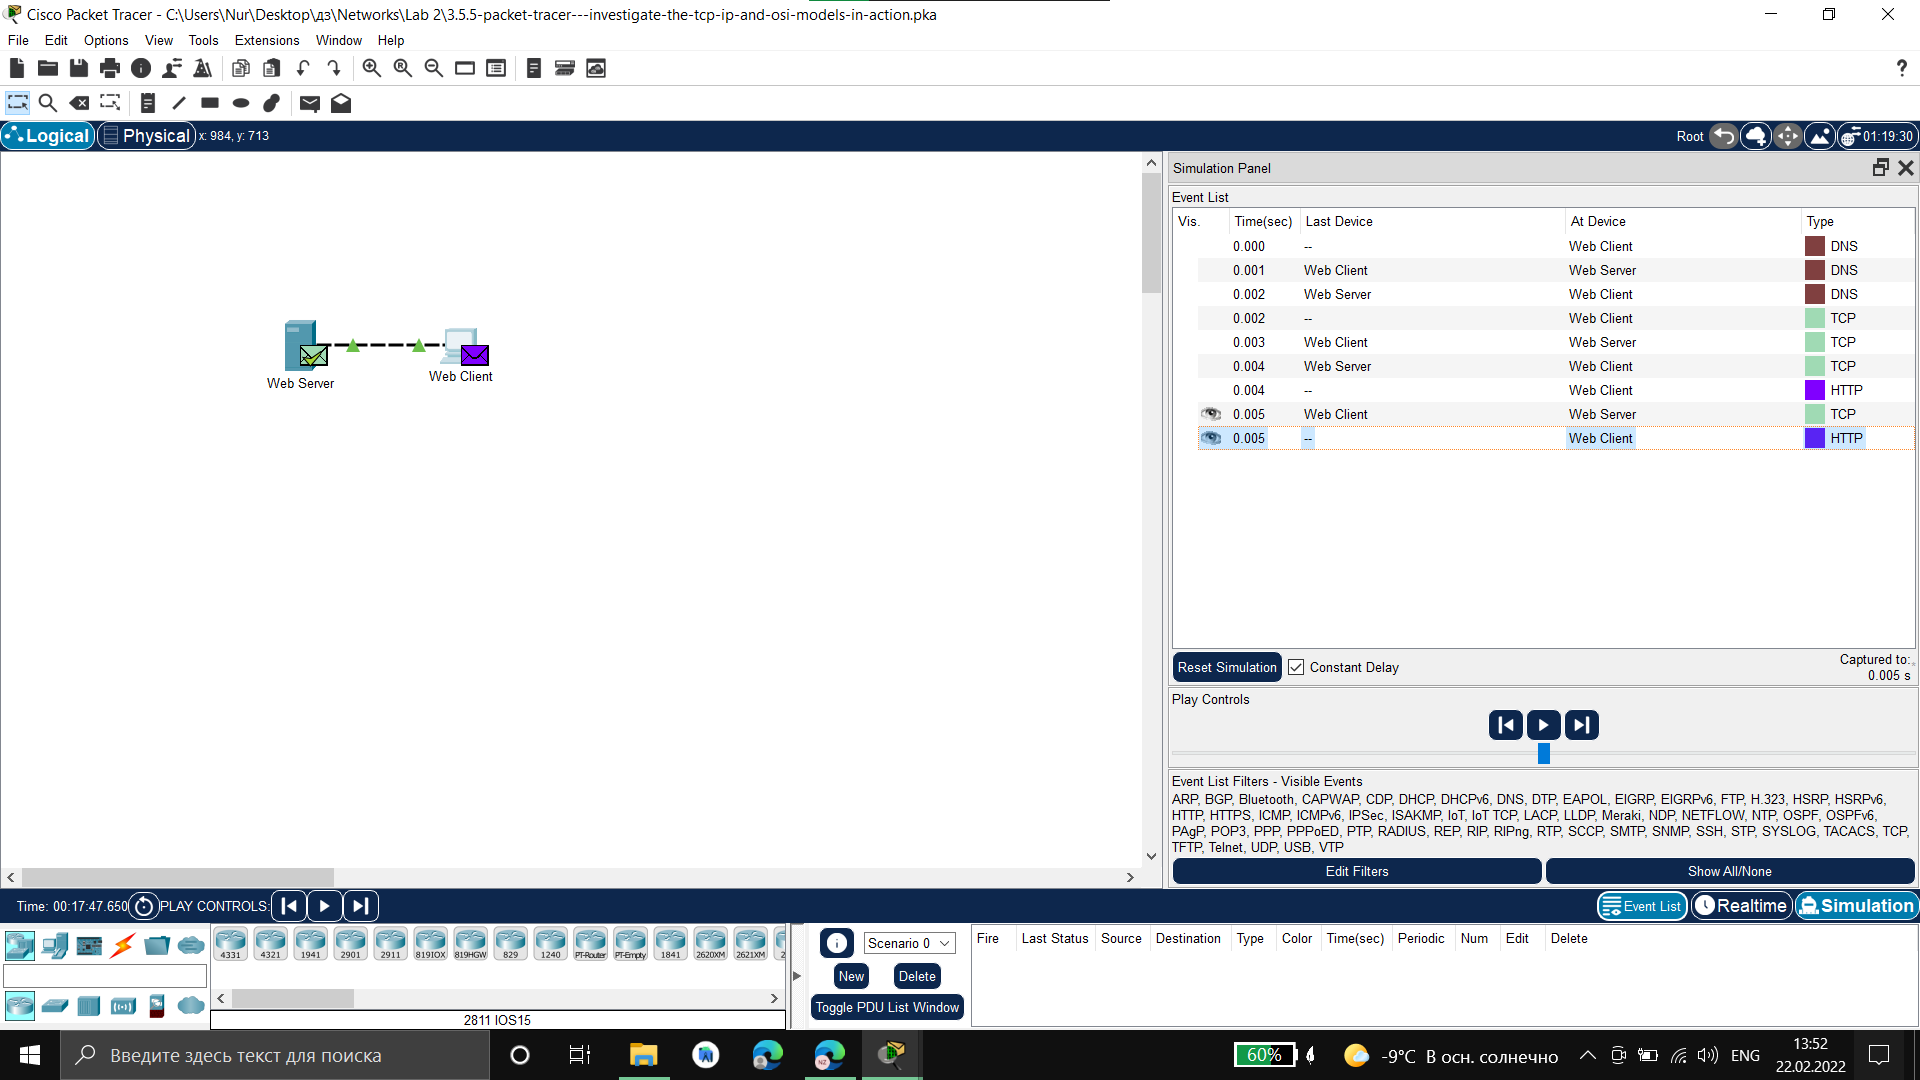 Cisco Packet Tracer - C:\Users\Nur\Desktop\дз\Networks\Lab 2\3.5.5-packet-tracer---investigate-the-tcp-ip-and-osi-models-in-action.pka
File Edit Options View Tools Extensions Window Help
?
Logical Physical x: 984, y: 713 Root 01:19:30
Simulation Panel
Event List
Vis. Time(sec) Last Device At Device Type
0.000 -- Web Client DNS
0.001 Web Client Web Server DNS
0.002 Web Server Web Client DNS
0.002 -- Web Client TCP
0.003 Web Client Web Server TCP
0.004 Web Server Web Client TCP
0.004 -- Web Client HTTP
0.005 Web Client Web Server TCP
0.005 -- Web Client HTTP
Web Server
Web Client
Reset Simulation Constant Delay
Captured to:
0.005 s
Play Controls
Event List Filters - Visible Events
ARP, BGP, Bluetooth, CAPWAP, CDP, DHCP, DHCPv6, DNS, DTP, EAPOL, EIGRP, EIGRPv6, FTP, H.323, HSRP, HSRPv6,
HTTP, HTTPS, ICMP, ICMPv6, IPSec, ISAKMP, IoT, IoT TCP, LACP, LLDP, Meraki, NDP, NETFLOW, NTP, OSPF, OSPFv6,
PAgP, POP3, PPP, PPPoED, PTP, RADIUS, REP, RIP, RIPng, RTP, SCCP, SMTP, SNMP, SSH, STP, SYSLOG, TACACS, TCP,
TFTP, Telnet, UDP, USB, VTP
Edit Filters Show All/None
Time: 00:17:47.650 PLAY CONTROLS: Event List Realtime Simulation
4331 4321 1941 2901 2911 819IOX 819HGW 829 1240 PT-Router PT-Empty 1841 2620XM 2621XM
2811 IOS15
Scenario 0
New Delete
Toggle PDU List Window
Fire Last Status Source Destination Type Color Time(sec) Periodic Num Edit Delete
Введите здесь текст для поиска
60%
-9°C В осн. солнечно
ENG
13:52
22.02.2022